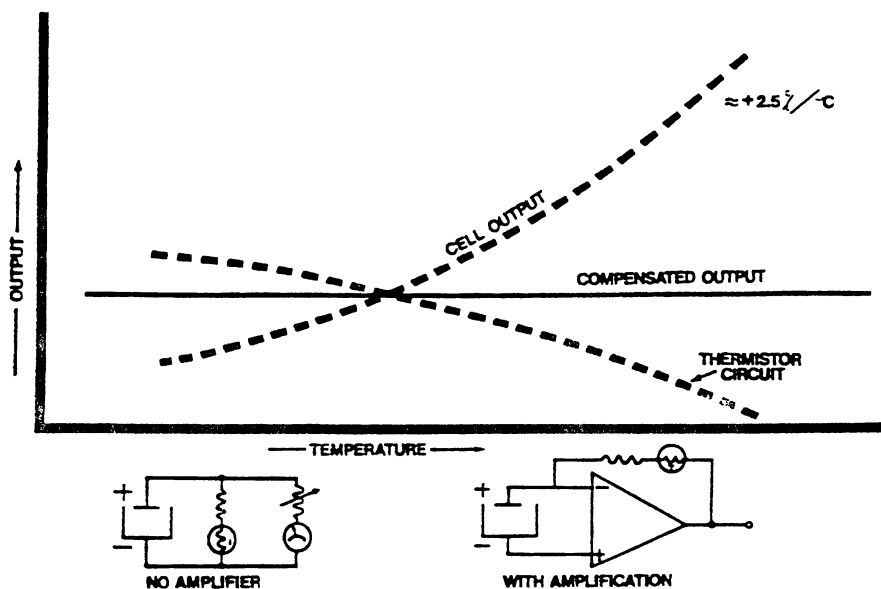 ≈+2.5%/°C
CELL OUTPUT
OUTPUT
COMPENSATED OUTPUT
THERMISTOR
CIRCUIT
TEMPERATURE
+
−
NO AMPLIFIER
+
−
−
+
WITH AMPLIFICATION